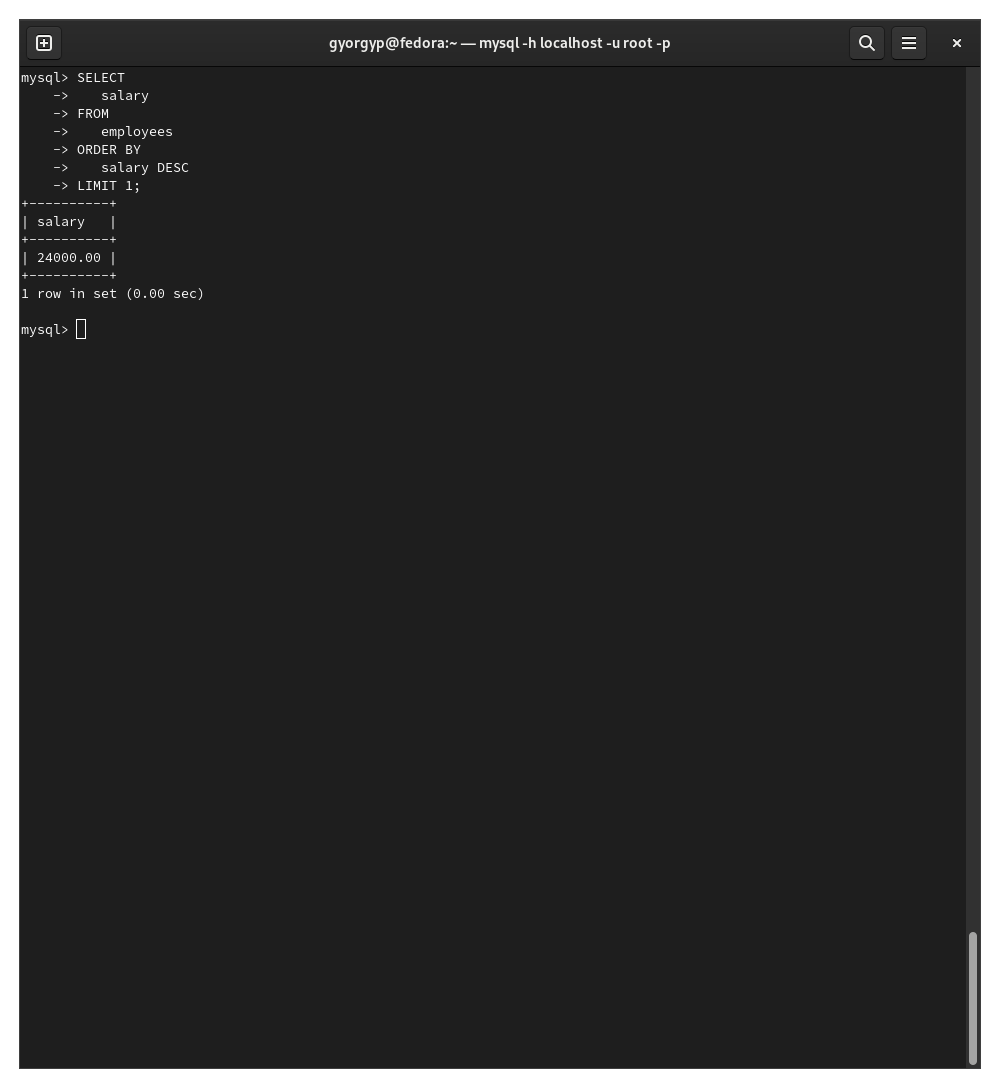 gyorgyp@fedora:~ — mysql -h localhost -u root -p
mysql> SELECT
    ->    salary
    -> FROM
    ->    employees
    -> ORDER BY
    ->    salary DESC
    -> LIMIT 1;
+----------+
| salary   |
+----------+
| 24000.00 |
+----------+
1 row in set (0.00 sec)
mysql>